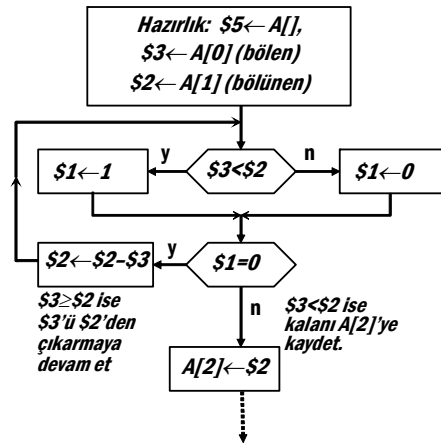 Hazırlık: $5← A[],
$3← A[0] (bölen)
$2← A[1] (bölünen)
y
n
$1←1
$3<$2
$1←0
y
$2←$2-$3
$1=0
n
$3≥$2 ise
$3'ü $2'den
çıkarmaya
devam et
$3<$2 ise
kalanı A[2]'ye
kaydet.
A[2]←$2